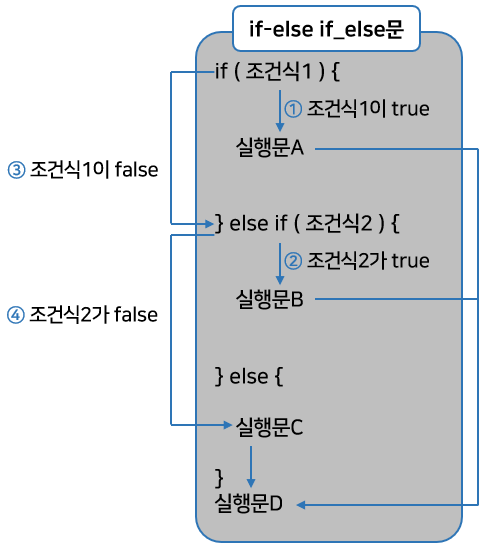 if-else if_else문
if ( 조건식1 ) {
① 조건식1이 true
실행문A
③ 조건식1이 false
} else if ( 조건식2 ) {
② 조건식2가 true
실행문B
④ 조건식2가 false
} else {
실행문C
}
실행문D